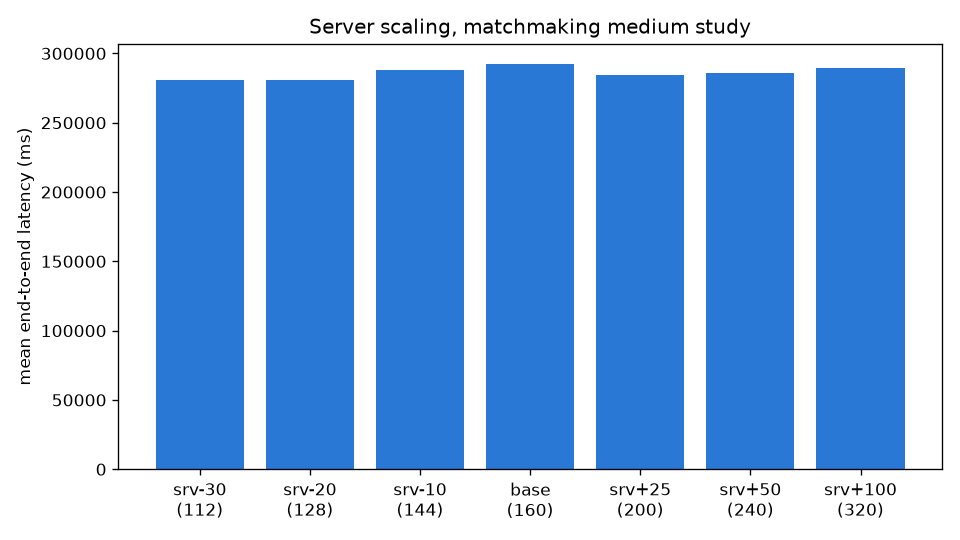 Server scaling, matchmaking medium study
mean end-to-end latency (ms)
300000
250000
200000
150000
100000
50000
0
srv-30 srv-20 srv-10 base srv+25 srv+50 srv+100
(112) (128) (144) (160) (200) (240) (320)